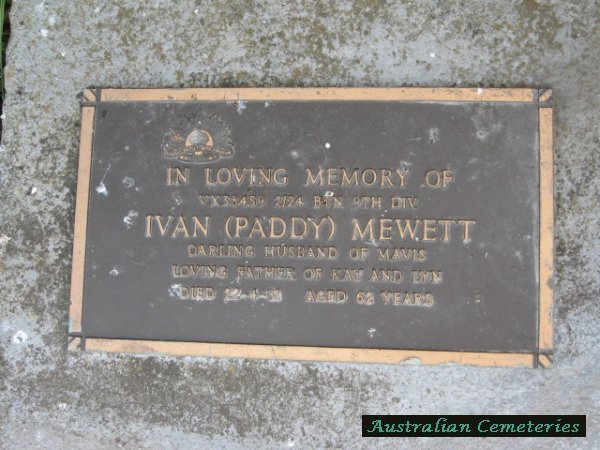 IN LOVING MEMORY OF
VX38459 2/24 BTN 9TH DIV.
IVAN (PADDY) MEWETT
DARLING HUSBAND OF MAVIS
LOVING FATHER OF KAY AND LYN
DIED AGED 62 YEARS
Australian Cemeteries